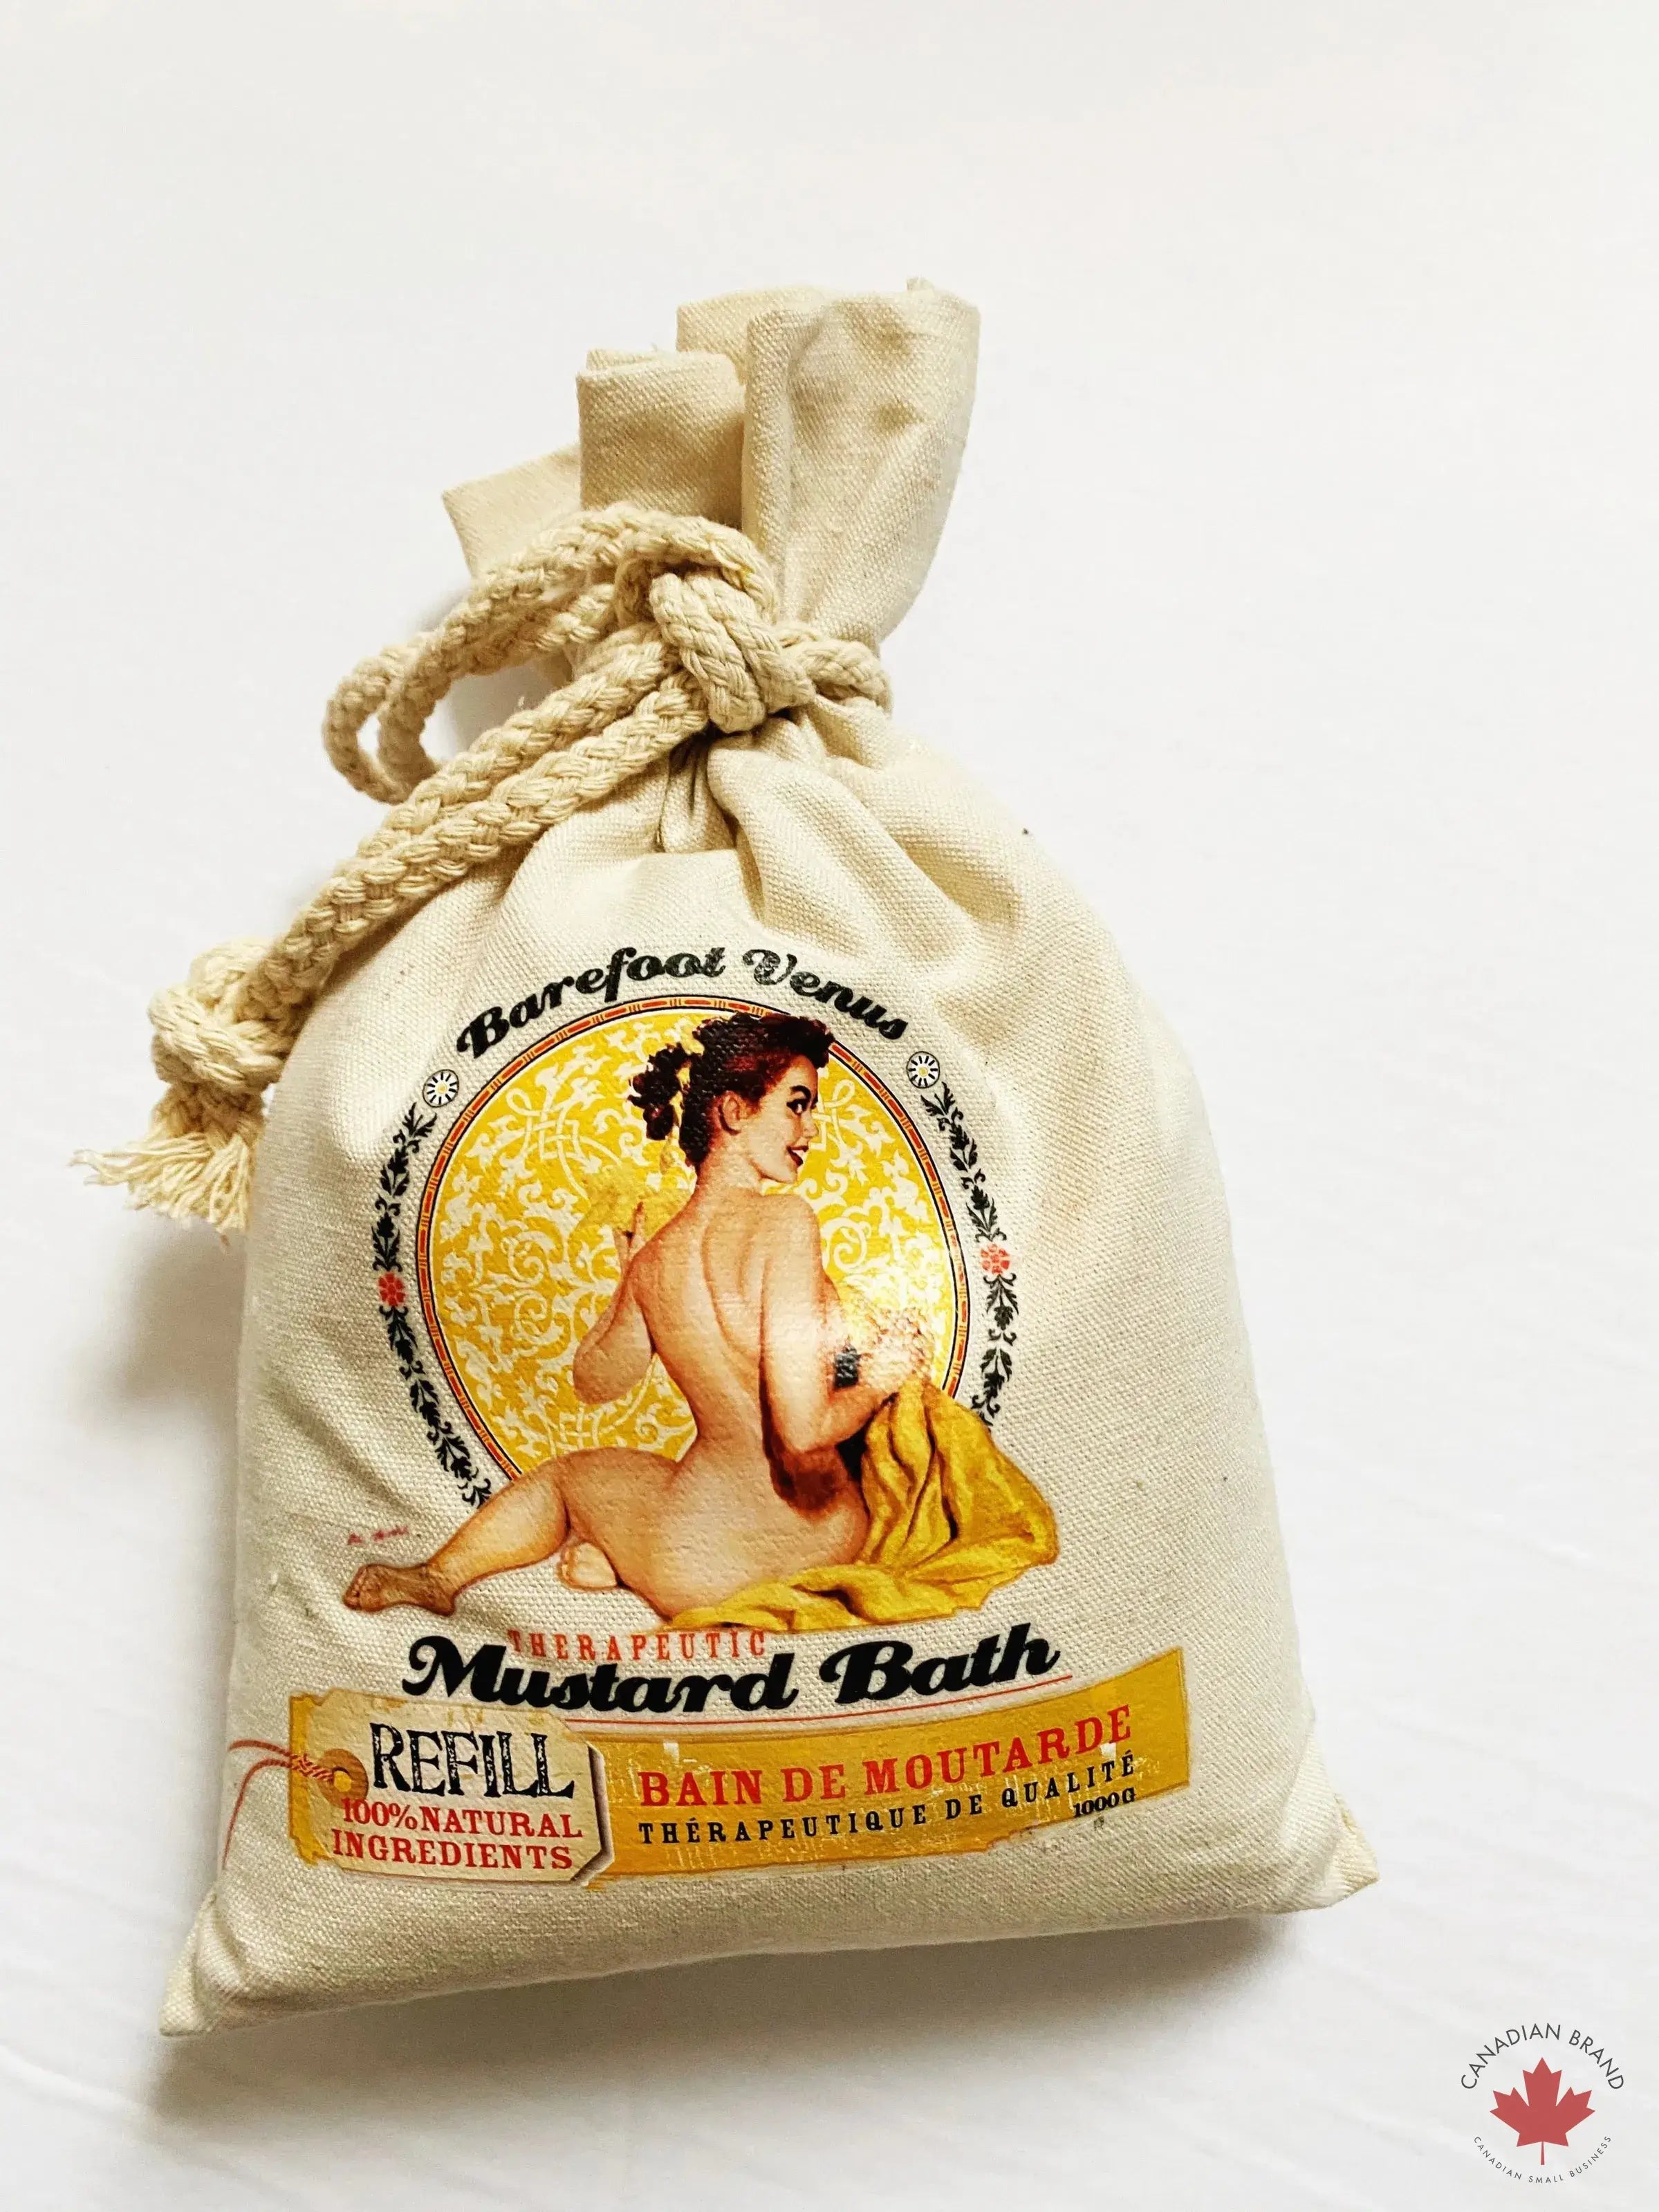 Barefoot Venus
THERAPEUTIC
Mustard Bath
REFILL
100% NATURAL
INGREDIENTS
BAIN DE MOUTARDE
THÉRAPEUTIQUE DE QUALITÉ
1000 G
CANADIAN BRAND
CANADIAN SMALL BUSINESS